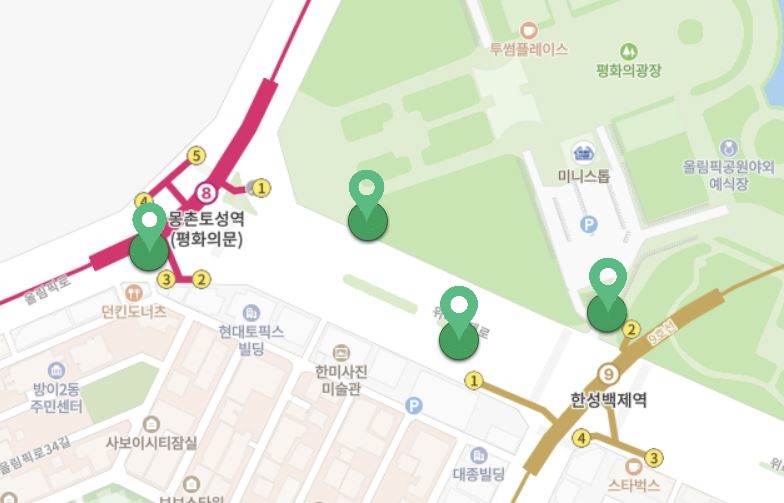 투썸플레이스
평화의광장
5
올림픽공원야외
예식장
미니스톱
8
1
4
P
몽촌토성역
(평화의문)
3
2
올림픽로
던킨도너츠
현대토픽스
빌딩
2
9호선
한미사진
미술관
방이2동
주민센터
1
9
한성백제역
P
사보이시티잠실
올림픽로34길
4
3
대종빌딩
스타벅스